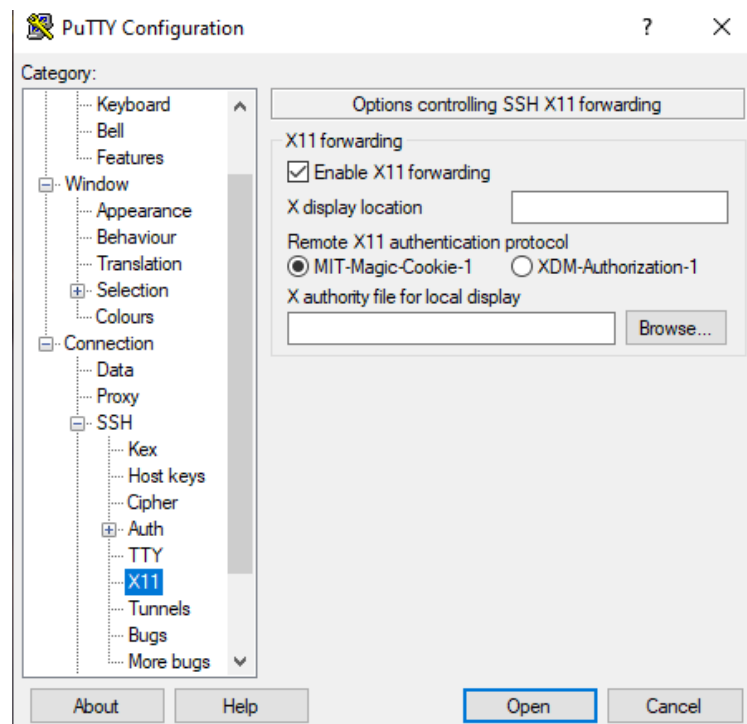 PuTTY Configuration
?
Category:
Keyboard
Bell
Features
Window
Appearance
Behaviour
Translation
Selection
Colours
Connection
Data
Proxy
SSH
Kex
Host keys
Cipher
Auth
TTY
X11
Tunnels
Bugs
More bugs
Options controlling SSH X11 forwarding
X11 forwarding
Enable X11 forwarding
X display location
Remote X11 authentication protocol
MIT-Magic-Cookie-1 XDM-Authorization-1
X authority file for local display
Browse...
About Help Open Cancel